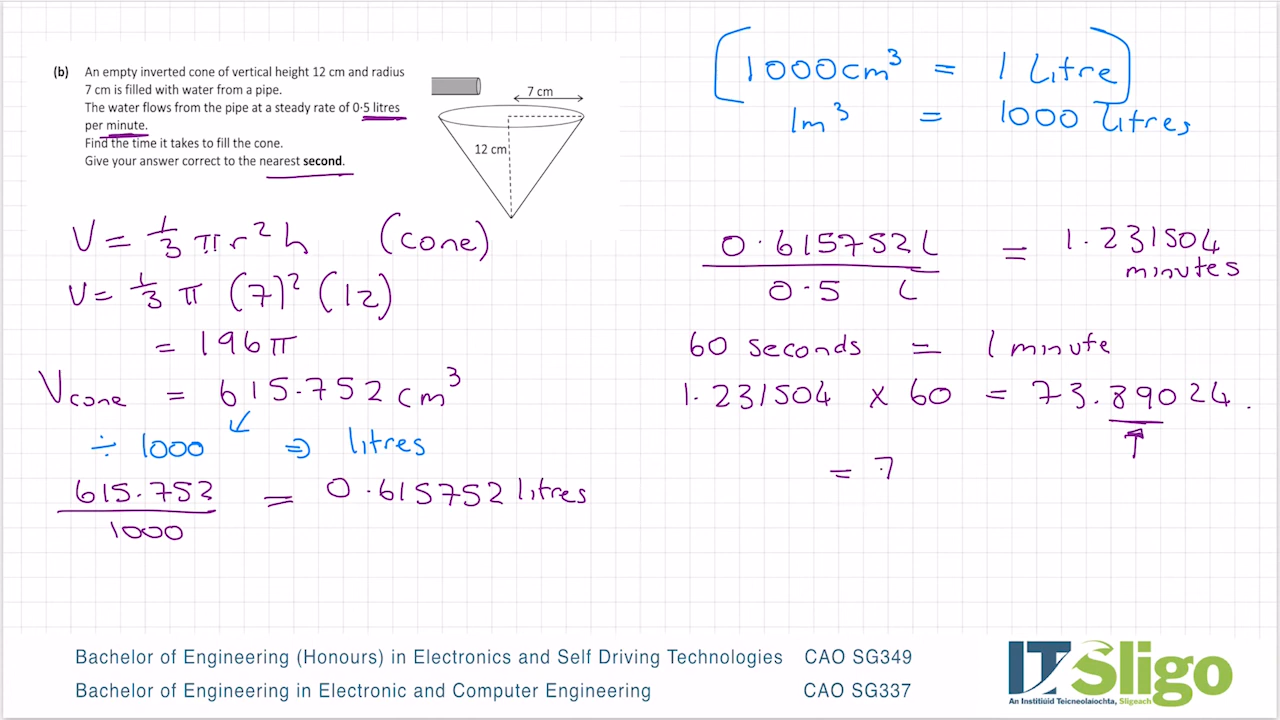 (b) An empty inverted cone of vertical height 12 cm and radius
7 cm is filled with water from a pipe.
The water flows from the pipe at a steady rate of 0·5 litres
per minute.
Find the time it takes to fill the cone.
Give your answer correct to the nearest second.
7 cm
12 cm
V = 1/3 πr²h (cone)
V = 1/3 π (7)² (12)
= 196π
Vcone = 615.752 cm³
÷ 1000 ⇒ litres
615.752 / 1000 = 0.615752 litres
1000cm³ = 1 Litre
1m³ = 1000 litres
0.615752L / 0.5 L = 1.231504 minutes
60 seconds = 1 minute
1.231504 × 60 = 73.89024.
= 7
Bachelor of Engineering (Honours) in Electronics and Self Driving Technologies CAO SG349
Bachelor of Engineering in Electronic and Computer Engineering CAO SG337
IT Sligo
An Institiúid Teicneolaíochta, Sligeach